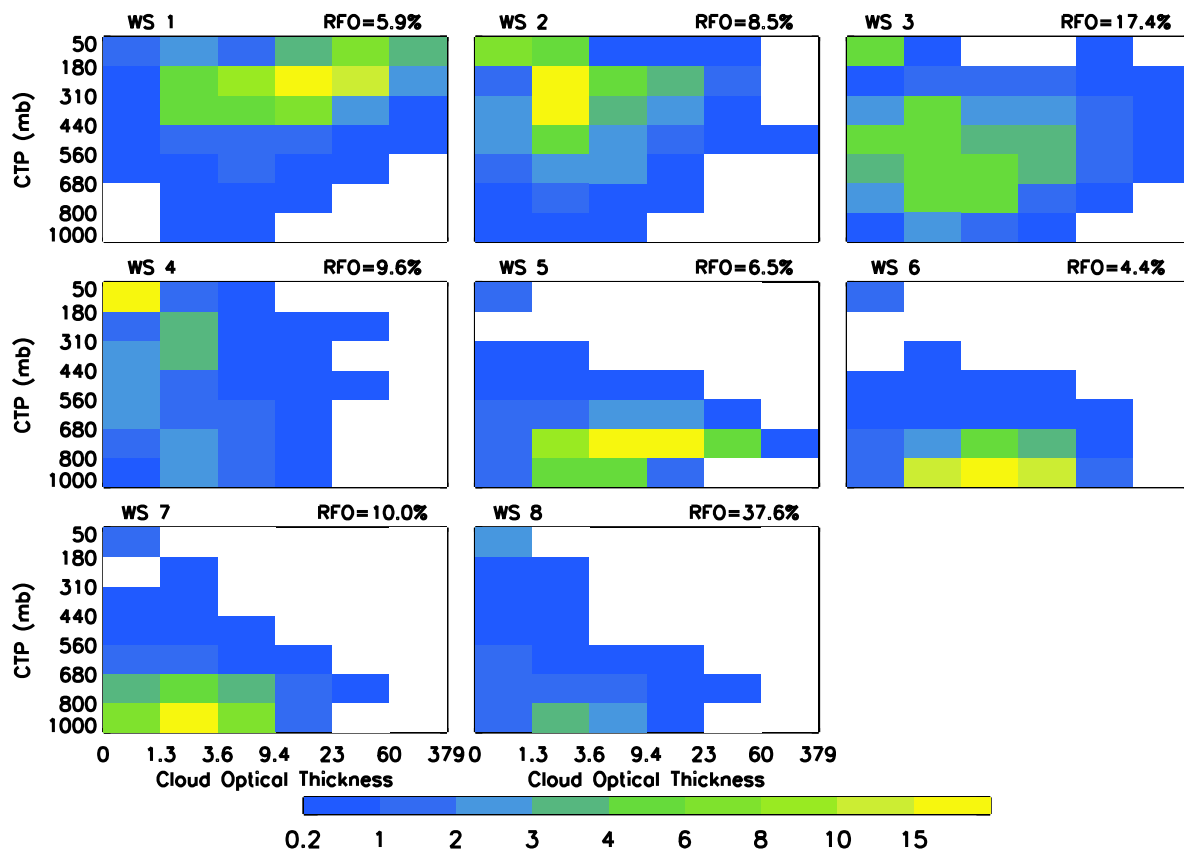 WS 1 RFO=5.9% WS 2 RFO=8.5% WS 3 RFO=17.4%
50
180
310
440
560
680
800
1000
CTP (mb)
WS 4 RFO=9.6% WS 5 RFO=6.5% WS 6 RFO=4.4%
50
180
310
440
560
680
800
1000
CTP (mb)
WS 7 RFO=10.0% WS 8 RFO=37.6%
50
180
310
440
560
680
800
1000
CTP (mb)
0 1.3 3.6 9.4 23 60 379 0 1.3 3.6 9.4 23 60 379
Cloud Optical Thickness Cloud Optical Thickness
0.2 1 2 3 4 6 8 10 15